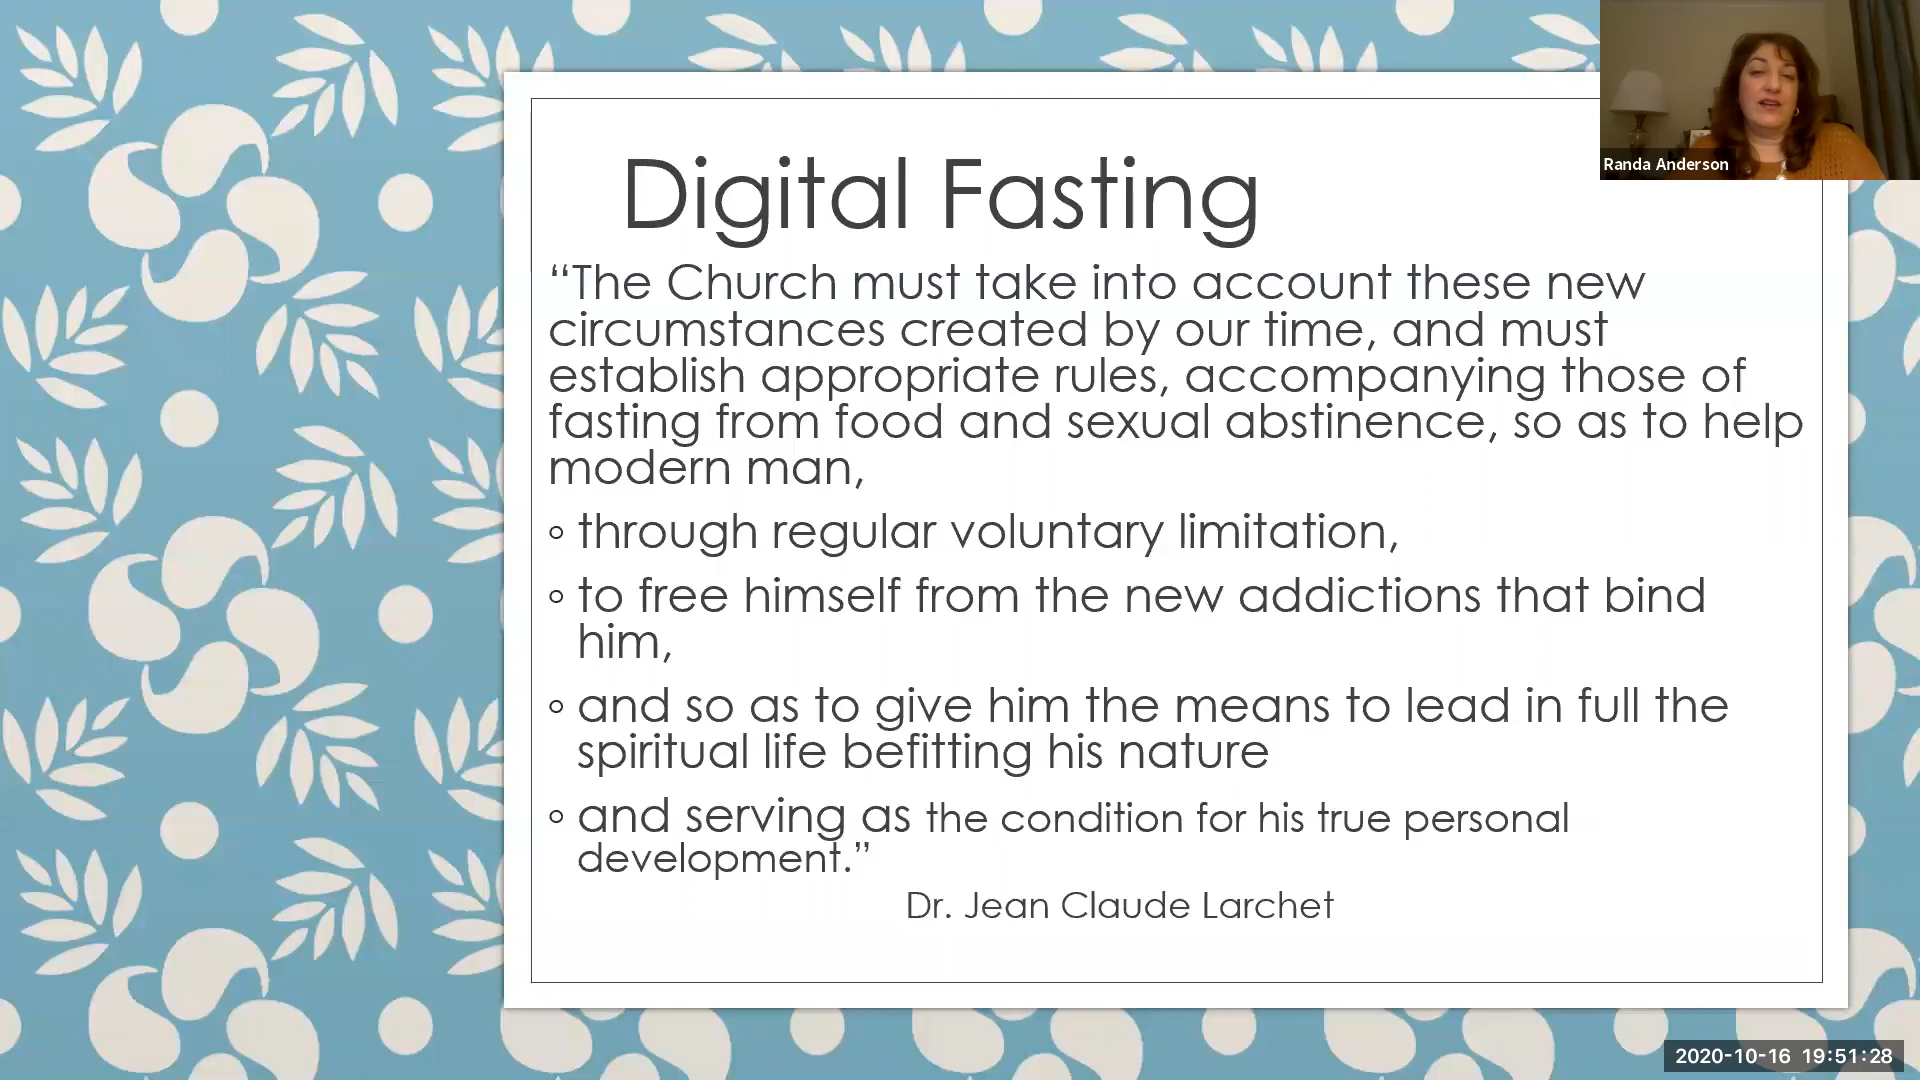 Randa Anderson
Digital Fasting
“The Church must take into account these new
circumstances created by our time, and must
establish appropriate rules, accompanying those of
fasting from food and sexual abstinence, so as to help
modern man,
◦ through regular voluntary limitation,
◦ to free himself from the new addictions that bind
him,
◦ and so as to give him the means to lead in full the
spiritual life befitting his nature
◦ and serving as the condition for his true personal
development.”
Dr. Jean Claude Larchet
2020-10-16 19:51:28